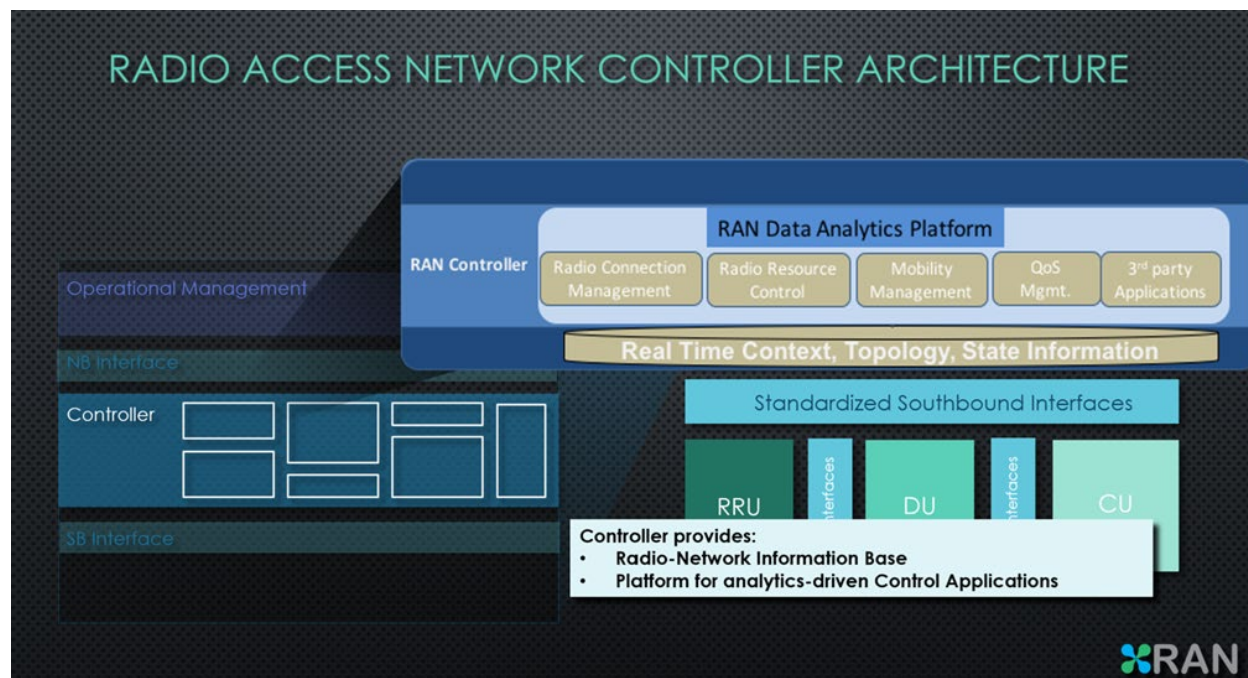 RADIO ACCESS NETWORK CONTROLLER ARCHITECTURE
RAN Data Analytics Platform
RAN Controller
Radio Connection
Management
Radio Resource
Control
Mobility
Management
QoS
Mgmt.
3rd party
Applications
Real Time Context, Topology, State Information
Operational Management
NB Interface
Controller
SB Interface
Standardized Southbound Interfaces
RRU
DU
CU
Controller provides:
• Radio-Network Information Base
• Platform for analytics-driven Control Applications
XRAN